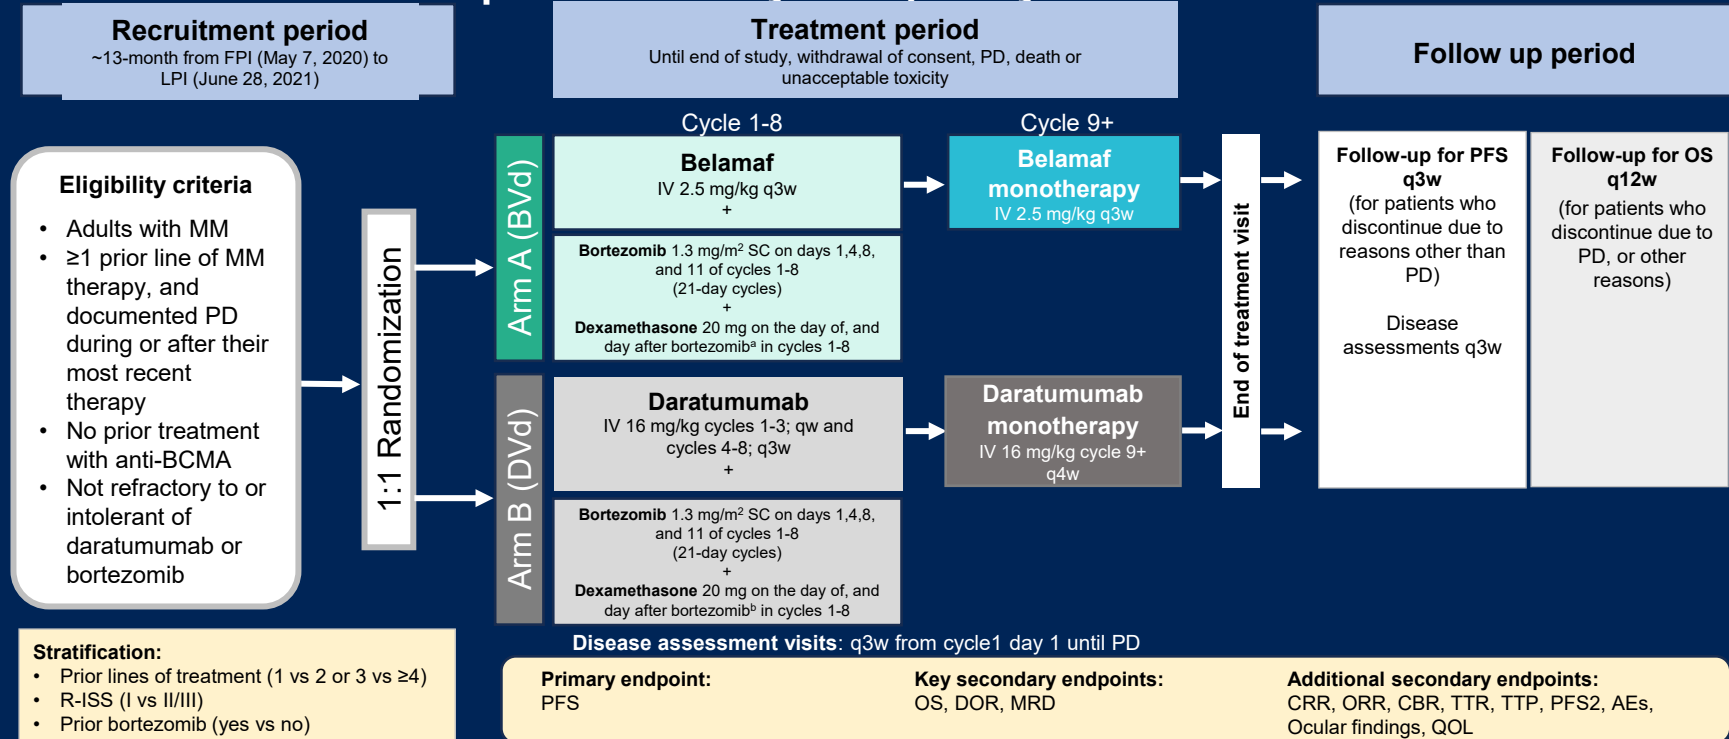 Recruitment period
~13-month from FPI (May 7, 2020) to
LPI (June 28, 2021)
Treatment period
Until end of study, withdrawal of consent, PD, death or
unacceptable toxicity
Follow up period
Eligibility criteria
• Adults with MM
• ≥1 prior line of MM
therapy, and
documented PD
during or after their
most recent
therapy
• No prior treatment
with anti-BCMA
• Not refractory to or
intolerant of
daratumumab or
bortezomib
1:1 Randomization
Cycle 1-8
Cycle 9+
Arm A (BVd)
Belamaf
IV 2.5 mg/kg q3w
+
Bortezomib 1.3 mg/m² SC on days 1,4,8,
and 11 of cycles 1-8
(21-day cycles)
+
Dexamethasone 20 mg on the day of, and
day after bortezomibᵃ in cycles 1-8
Belamaf
monotherapy
IV 2.5 mg/kg q3w
Arm B (DVd)
Daratumumab
IV 16 mg/kg cycles 1-3; qw and
cycles 4-8; q3w
+
Bortezomib 1.3 mg/m² SC on days 1,4,8,
and 11 of cycles 1-8
(21-day cycles)
+
Dexamethasone 20 mg on the day of, and
day after bortezomibᵇ in cycles 1-8
Daratumumab
monotherapy
IV 16 mg/kg cycle 9+
q4w
End of treatment visit
Follow-up for PFS
q3w
(for patients who
discontinue due to
reasons other than
PD)
Disease
assessments q3w
Follow-up for OS
q12w
(for patients who
discontinue due to
PD, or other
reasons)
Disease assessment visits: q3w from cycle1 day 1 until PD
Stratification:
• Prior lines of treatment (1 vs 2 or 3 vs ≥4)
• R-ISS (I vs II/III)
• Prior bortezomib (yes vs no)
Primary endpoint:
PFS
Key secondary endpoints:
OS, DOR, MRD
Additional secondary endpoints:
CRR, ORR, CBR, TTR, TTP, PFS2, AEs,
Ocular findings, QOL